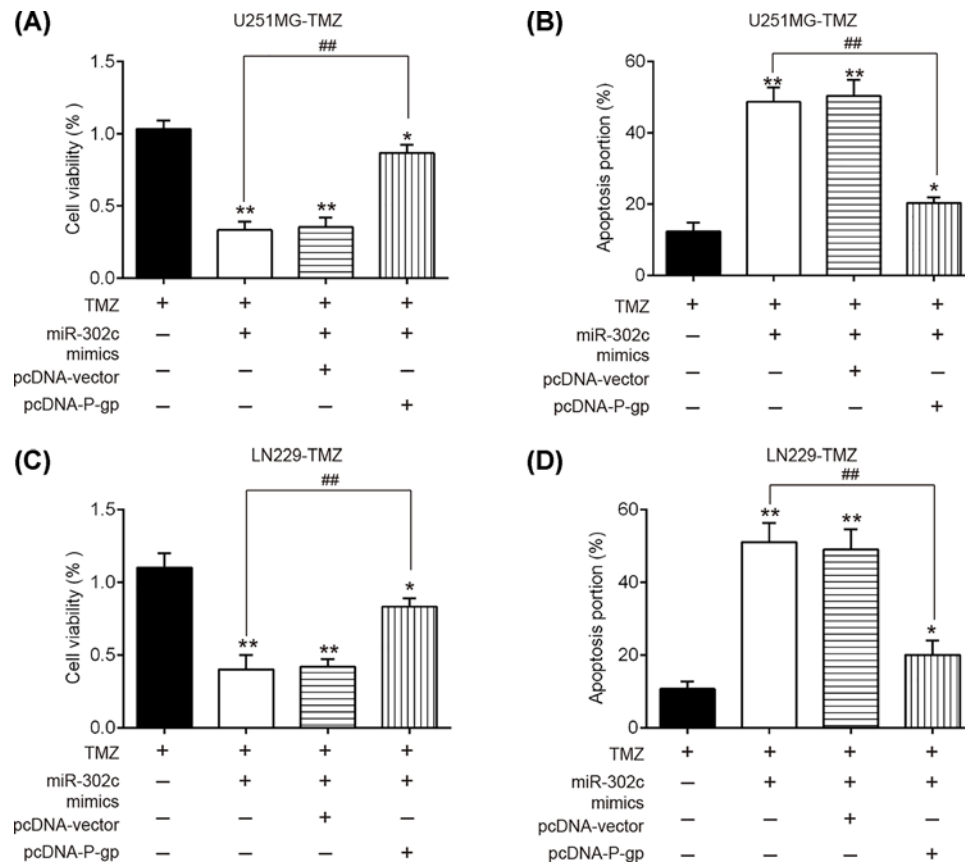 (A)
U251MG-TMZ
##
Cell viability (% )
1.5
1.0
0.5
0.0
** ** *
TMZ + + + +
miR-302c mimics – + + +
pcDNA-vector – – + –
pcDNA-P-gp – – – +
(B)
U251MG-TMZ
##
Apoptosis portion (%)
60
40
20
0
** ** *
TMZ + + + +
miR-302c mimics – + + +
pcDNA-vector – – + –
pcDNA-P-gp – – – +
(C)
LN229-TMZ
##
Cell viability (% )
1.5
1.0
0.5
0.0
** ** *
TMZ + + + +
miR-302c mimics – + + +
pcDNA-vector – – + –
pcDNA-P-gp – – – +
(D)
LN229-TMZ
##
Apoptosis portion (%)
60
40
20
0
** ** *
TMZ + + + +
miR-302c mimics – + + +
pcDNA-vector – – + –
pcDNA-P-gp – – – +